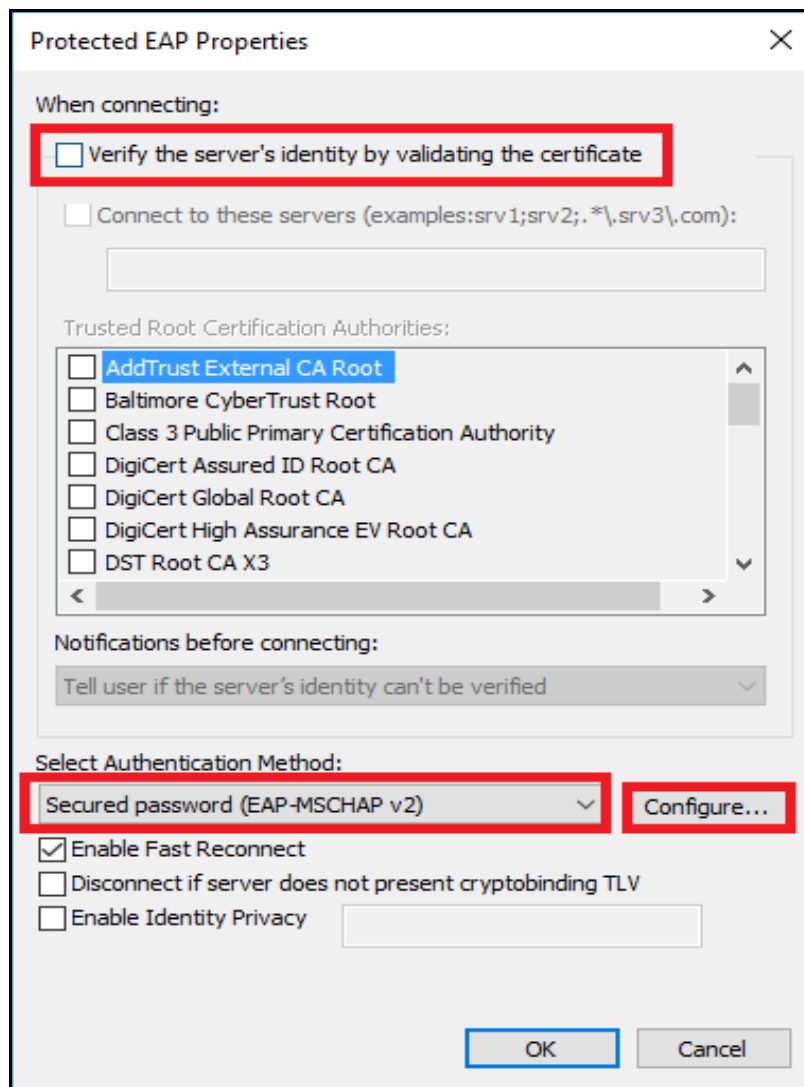 Protected EAP Properties
When connecting:
Verify the server's identity by validating the certificate
Connect to these servers (examples:srv1;srv2;.*\.srv3\.com):
Trusted Root Certification Authorities:
AddTrust External CA Root
Baltimore CyberTrust Root
Class 3 Public Primary Certification Authority
DigiCert Assured ID Root CA
DigiCert Global Root CA
DigiCert High Assurance EV Root CA
DST Root CA X3
Notifications before connecting:
Tell user if the server’s identity can't be verified
Select Authentication Method:
Secured password (EAP-MSCHAP v2) Configure...
Enable Fast Reconnect
Disconnect if server does not present cryptobinding TLV
Enable Identity Privacy
OK Cancel